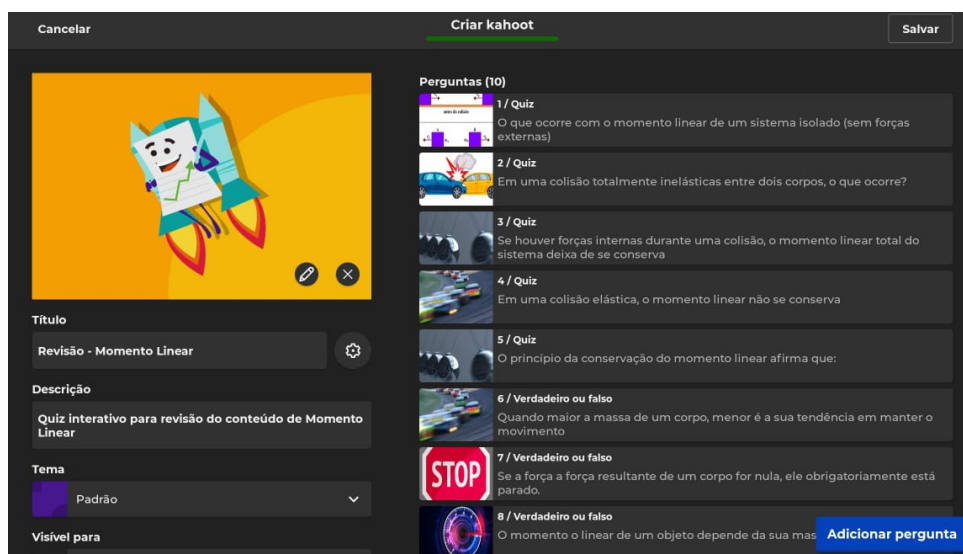 Cancelar
Criar kahoot
Salvar
Título
Revisão - Momento Linear
Descrição
Quiz interativo para revisão do conteúdo de Momento
Linear
Tema
Padrão
Visível para
Perguntas (10)
antes da colisão
1 / Quiz
O que ocorre com o momento linear de um sistema isolado (sem forças
externas)
2 / Quiz
Em uma colisão totalmente inelásticas entre dois corpos, o que ocorre?
3 / Quiz
Se houver forças internas durante uma colisão, o momento linear total do
sistema deixa de se conserva
4 / Quiz
Em uma colisão elástica, o momento linear não se conserva
5 / Quiz
O princípio da conservação do momento linear afirma que:
6 / Verdadeiro ou falso
Quando maior a massa de um corpo, menor é a sua tendência em manter o
movimento
STOP
7 / Verdadeiro ou falso
Se a força a força resultante de um corpo for nula, ele obrigatoriamente está
parado.
8 / Verdadeiro ou falso
O momento o linear de um objeto depende da sua mas
Adicionar pergunta